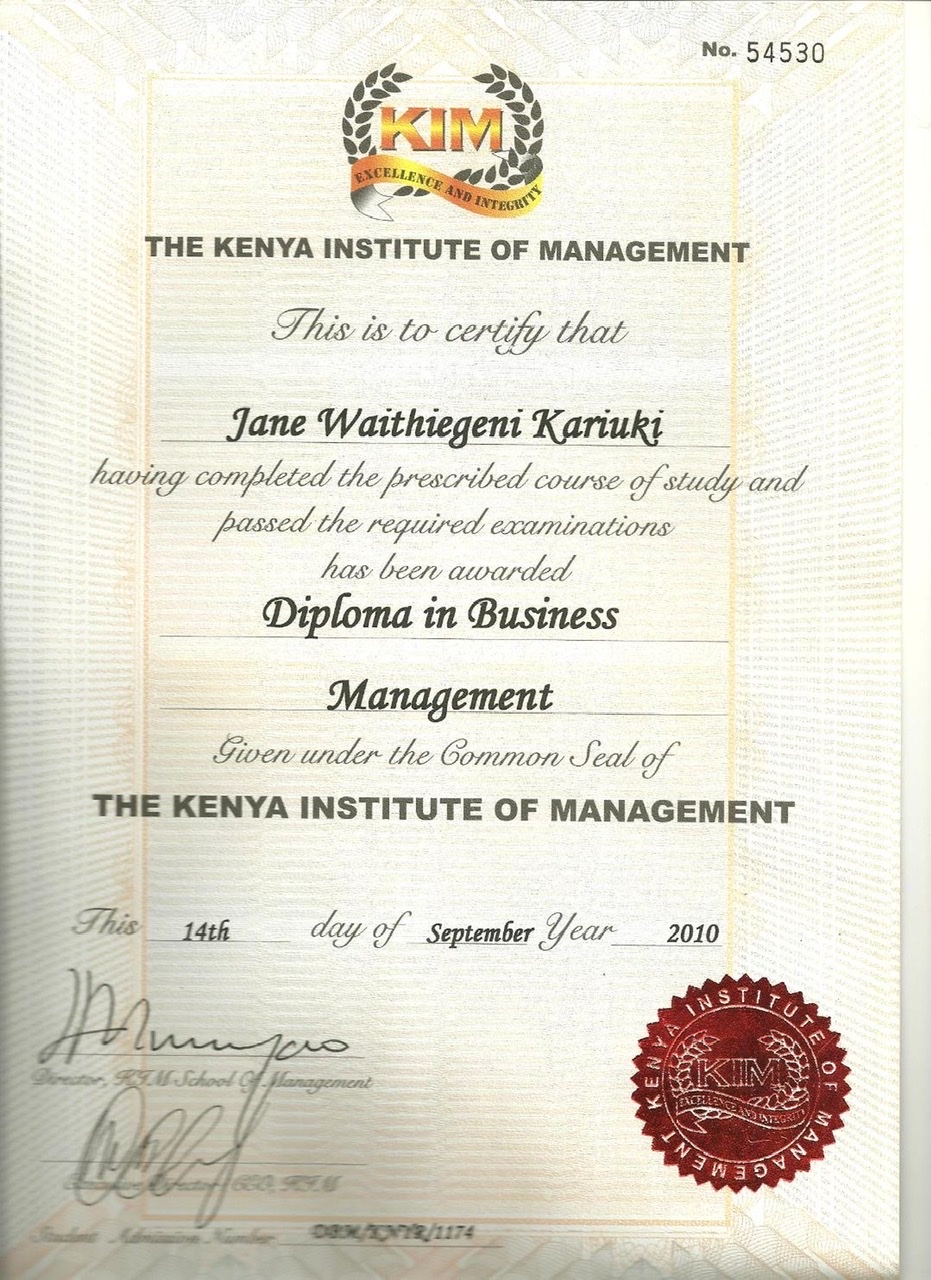 No. 54530
KIM
EXCELLENCE AND INTEGRITY
THE KENYA INSTITUTE OF MANAGEMENT
This is to certify that
Jane Waithiegeni Kariuki
having completed the prescribed course of study and
passed the required examinations
has been awarded
Diploma in Business
Management
Given under the Common Seal of
THE KENYA INSTITUTE OF MANAGEMENT
This 14th day of September Year 2010
Director, KIM School Of Management
KENYA INSTITUTE OF MANAGEMENT
KIM
EXCELLENCE AND INTEGRITY
Director, CEO, KIM
Student Admission Number, /1174